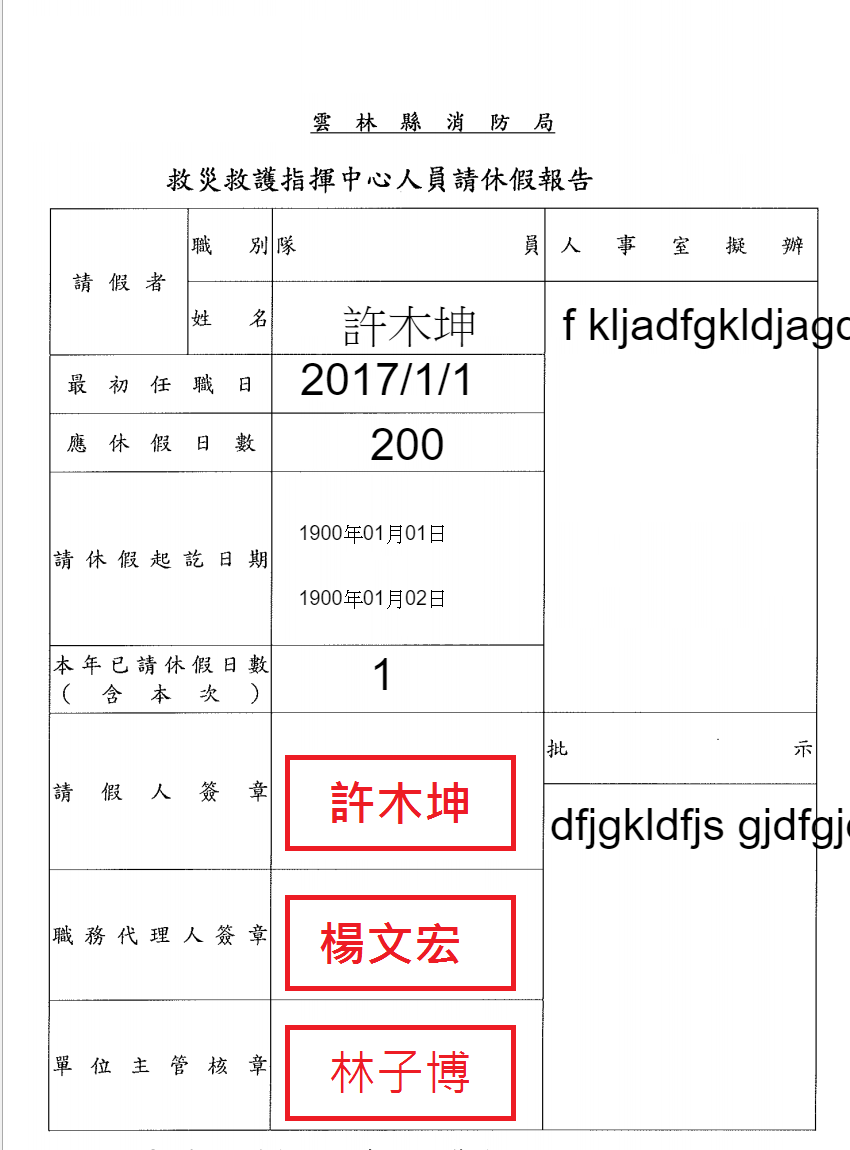 雲林縣消防局
救災救護指揮中心人員請休假報告
請假者
職別
隊員
人事室擬辦
姓名
許木坤
f kljadfgkldjagd
最初任職日
2017/1/1
應休假日數
200
請休假起訖日期
1900年01月01日
1900年01月02日
本年已請休假日數
(含本次)
1
批示
請假人簽章
許木坤
dfjgkldfjs gjdfgj
職務代理人簽章
楊文宏
單位主管核章
林子博